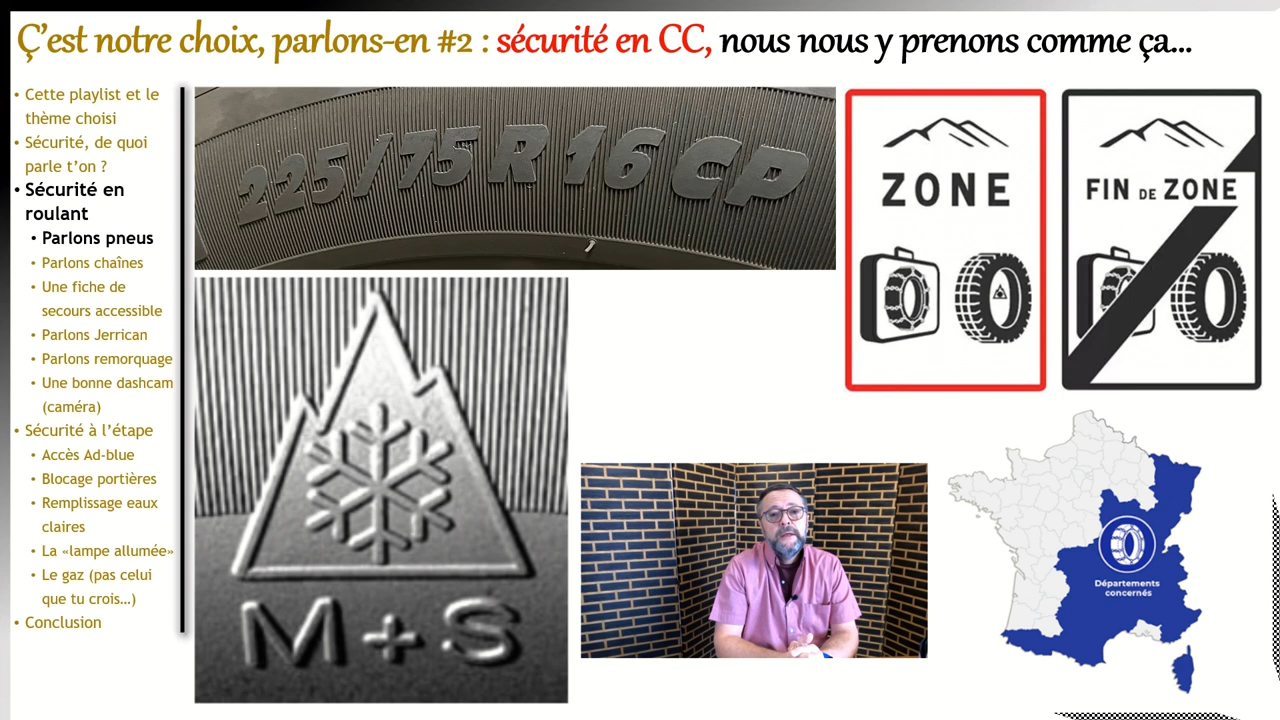 Ç’est notre choix, parlons-en #2 : sécurité en CC, nous nous y prenons comme ça...
• Cette playlist et le
thème choisi
• Sécurité, de quoi
parle t’on ?
• Sécurité en
roulant
• Parlons pneus
• Parlons chaînes
• Une fiche de
secours accessible
• Parlons Jerrican
• Parlons remorquage
• Une bonne dashcam
(caméra)
• Sécurité à l’étape
• Accès Ad-blue
• Blocage portières
• Remplissage eaux
claires
• La «lampe allumée»
• Le gaz (pas celui
que tu crois…)
• Conclusion
225/75 R 16 CP
M+S
ZONE
FIN DE ZONE
Départements
concernés